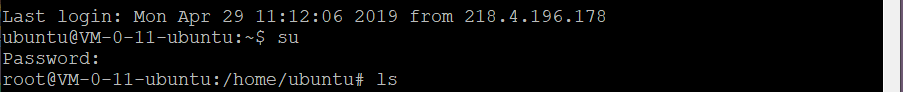 Last login: Mon Apr 29 11:12:06 2019 from 218.4.196.178
ubuntu@VM-0-11-ubuntu:~$ su
Password:
root@VM-0-11-ubuntu:/home/ubuntu# ls